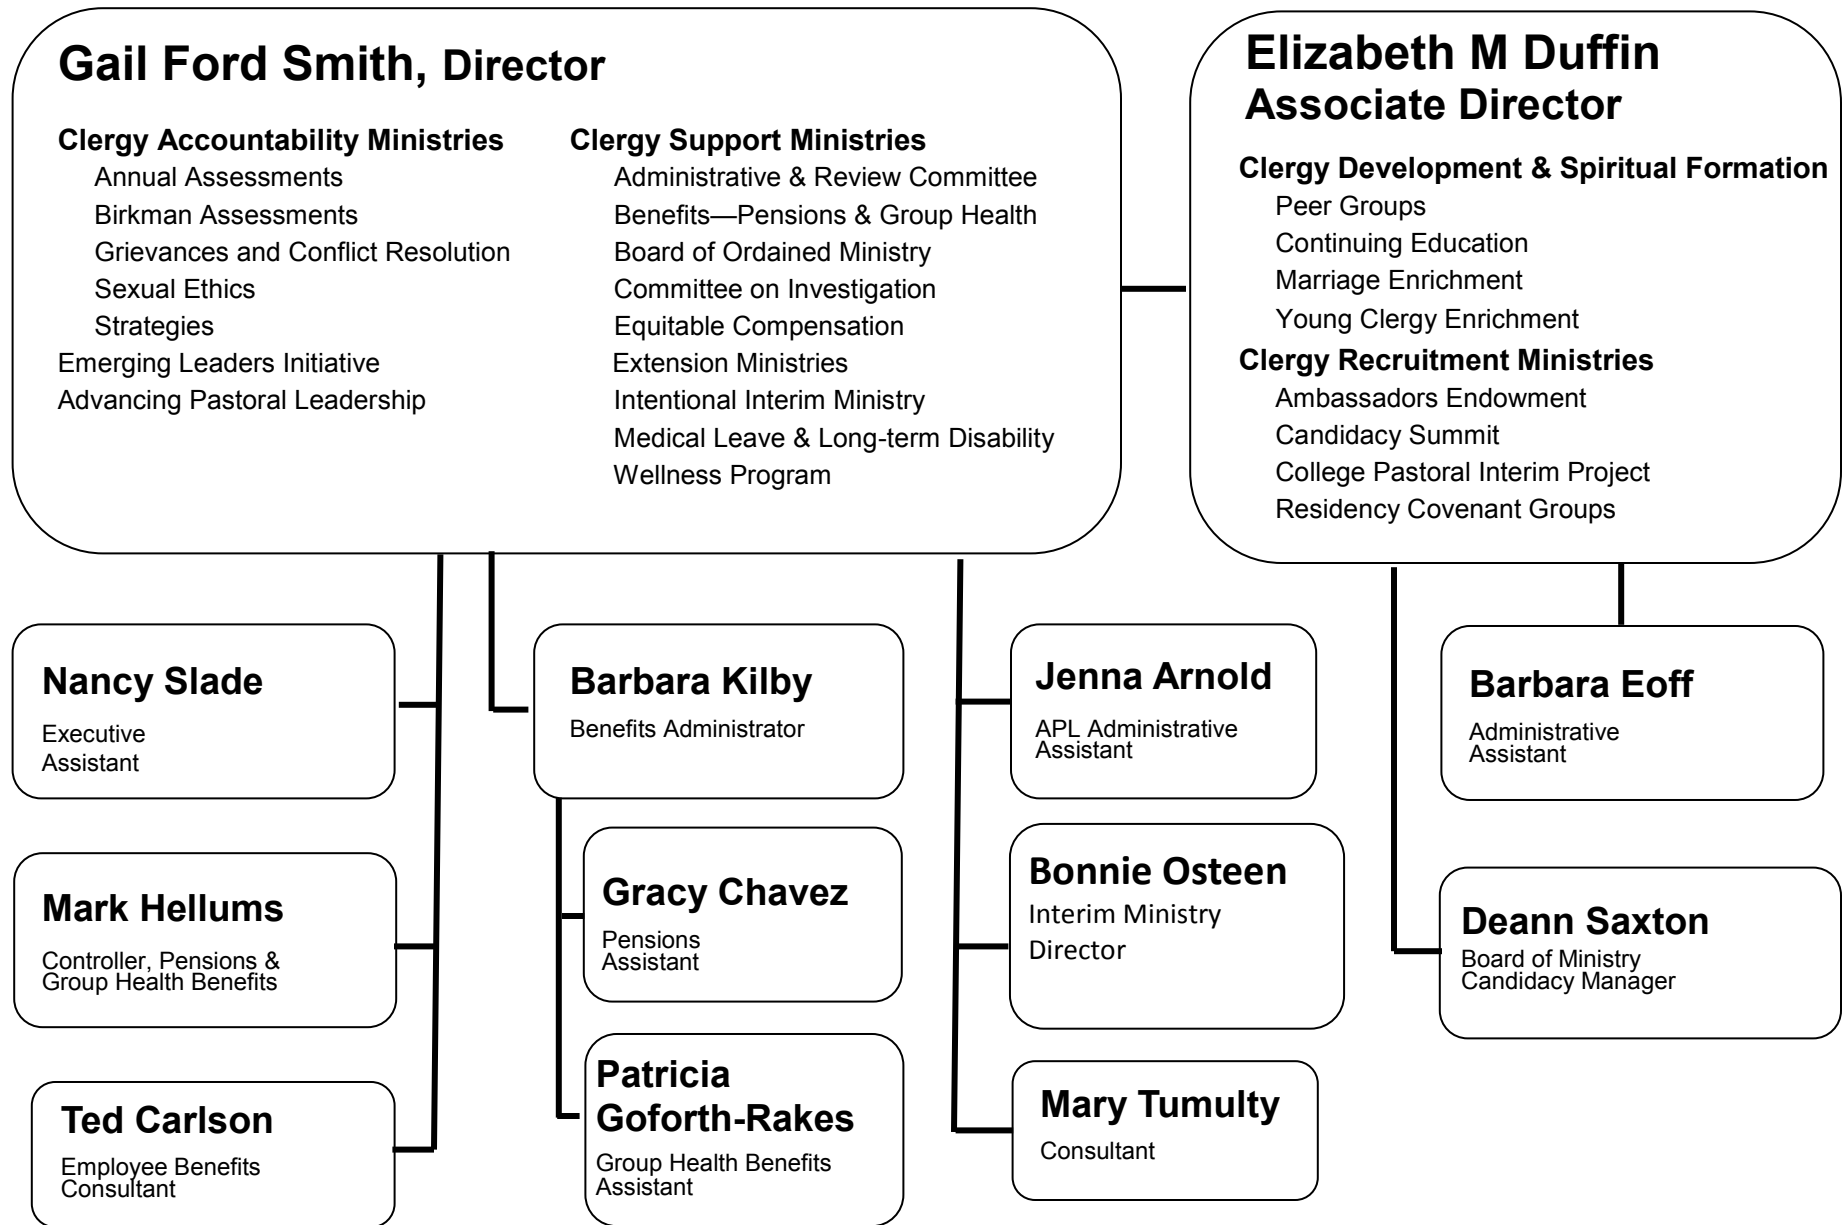 Gail Ford Smith, Director
Clergy Accountability Ministries
Annual Assessments
Birkman Assessments
Grievances and Conflict Resolution
Sexual Ethics
Strategies
Emerging Leaders Initiative
Advancing Pastoral Leadership
Clergy Support Ministries
Administrative & Review Committee
Benefits—Pensions & Group Health
Board of Ordained Ministry
Committee on Investigation
Equitable Compensation
Extension Ministries
Intentional Interim Ministry
Medical Leave & Long-term Disability
Wellness Program
Elizabeth M Duffin
Associate Director
Clergy Development & Spiritual Formation
Peer Groups
Continuing Education
Marriage Enrichment
Young Clergy Enrichment
Clergy Recruitment Ministries
Ambassadors Endowment
Candidacy Summit
College Pastoral Interim Project
Residency Covenant Groups
Nancy Slade
Executive
Assistant
Mark Hellums
Controller, Pensions &
Group Health Benefits
Ted Carlson
Employee Benefits
Consultant
Barbara Kilby
Benefits Administrator
Gracy Chavez
Pensions
Assistant
Patricia
Goforth-Rakes
Group Health Benefits
Assistant
Jenna Arnold
APL Administrative
Assistant
Bonnie Osteen
Interim Ministry
Director
Mary Tumulty
Consultant
Barbara Eoff
Administrative
Assistant
Deann Saxton
Board of Ministry
Candidacy Manager